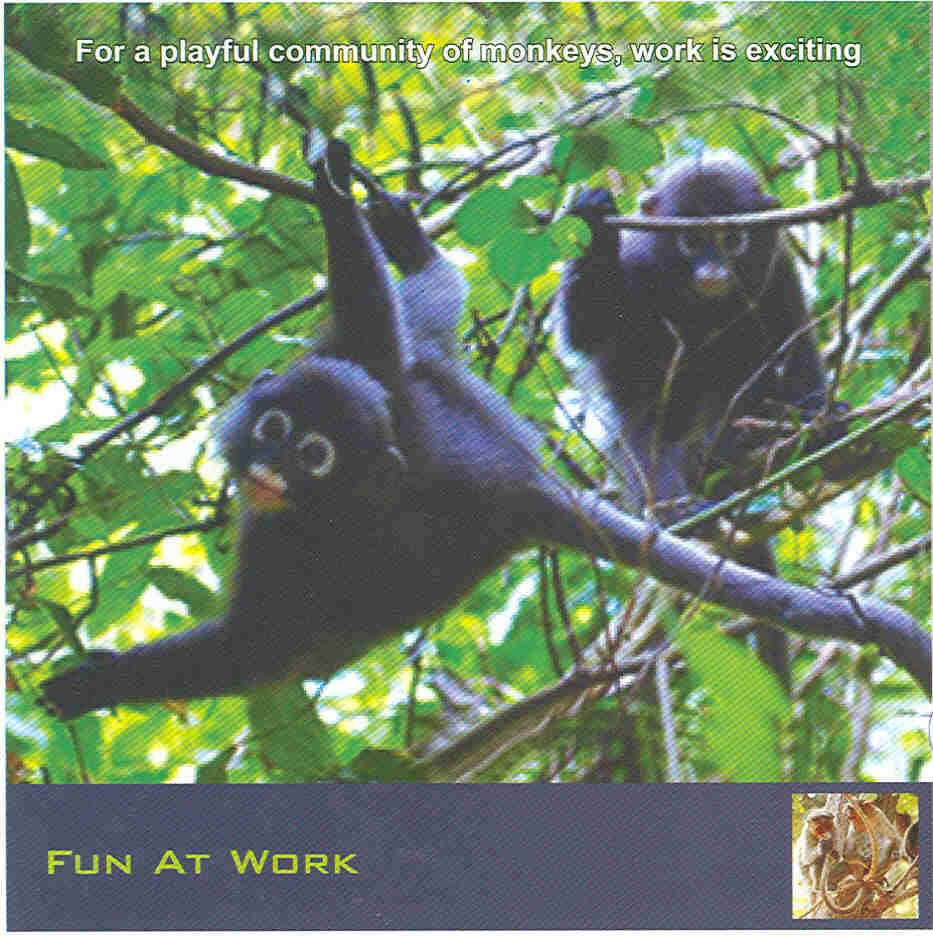 For a playful community of monkeys, work is exciting
Fun At Work